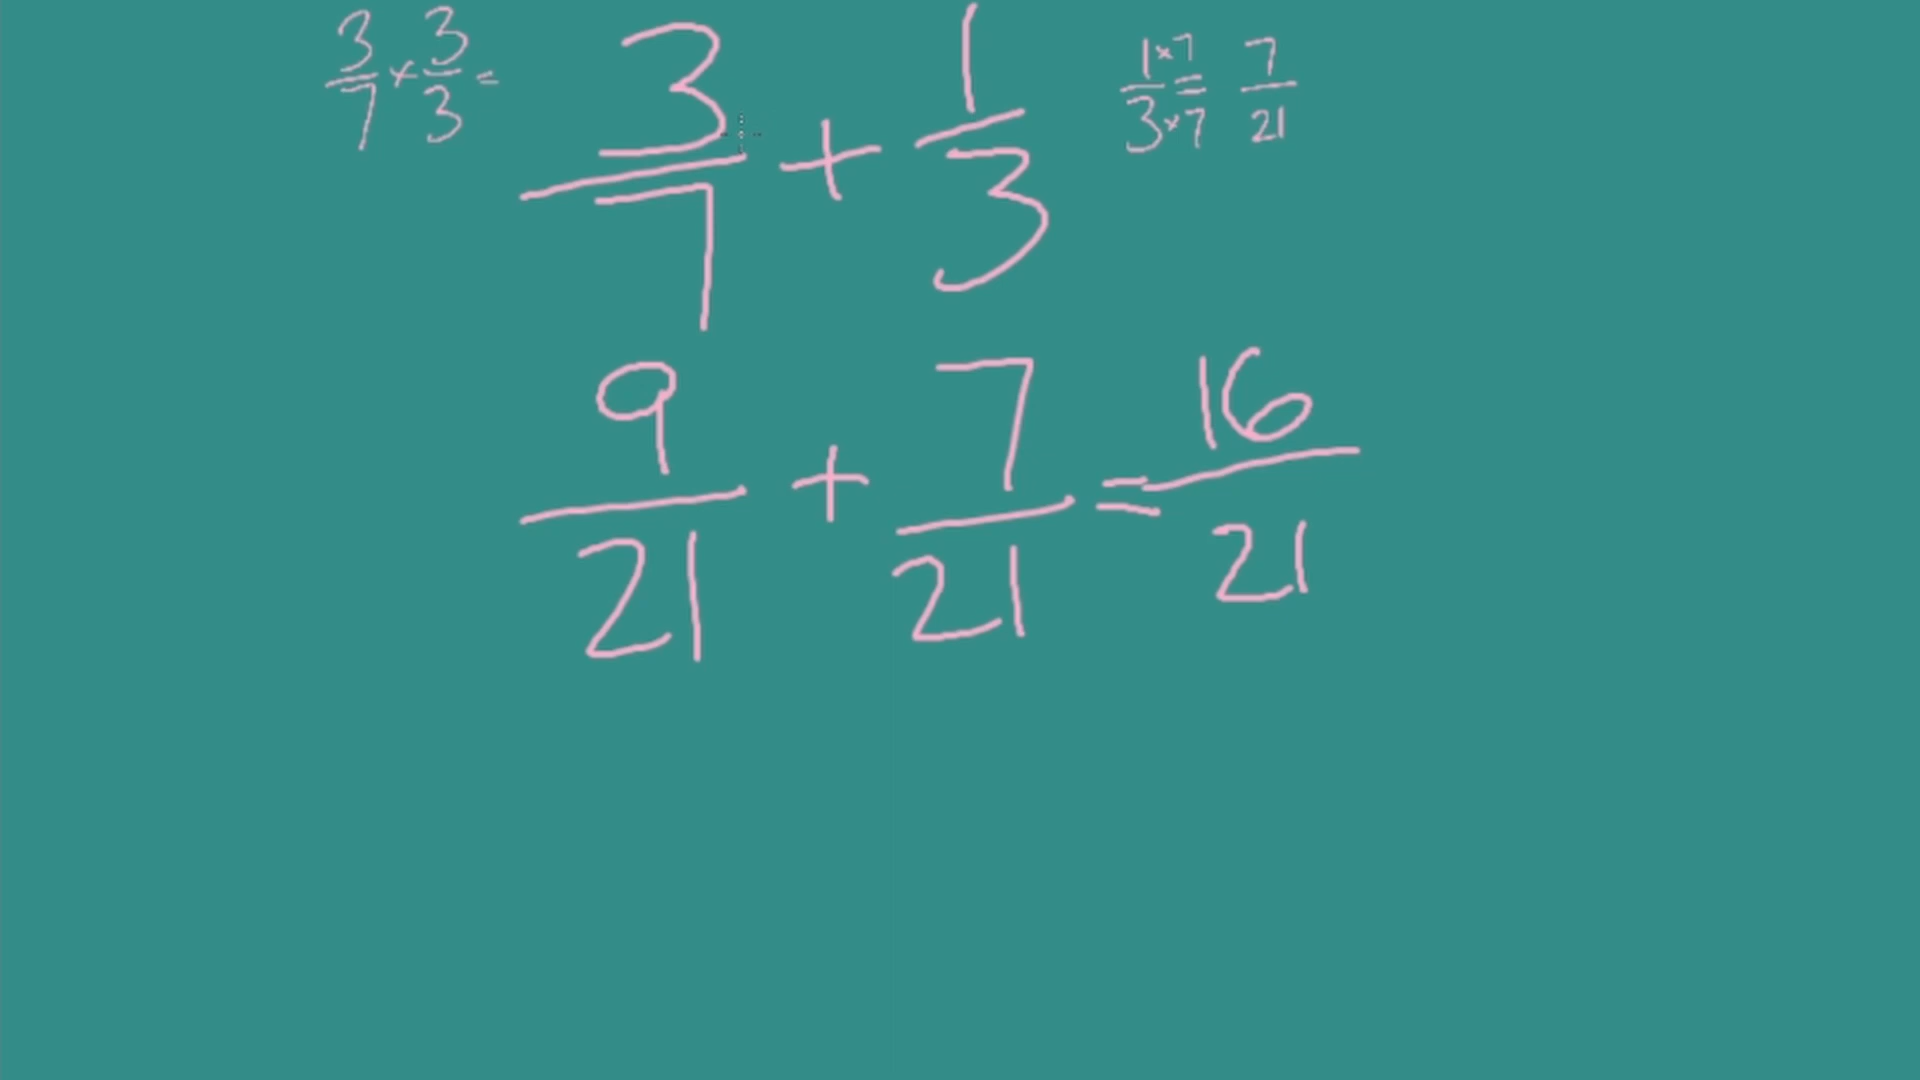 3/7 × 3/3 =
3/7 + 1/3
1×7/3×7 = 7/21
9/21 + 7/21 = 16/21